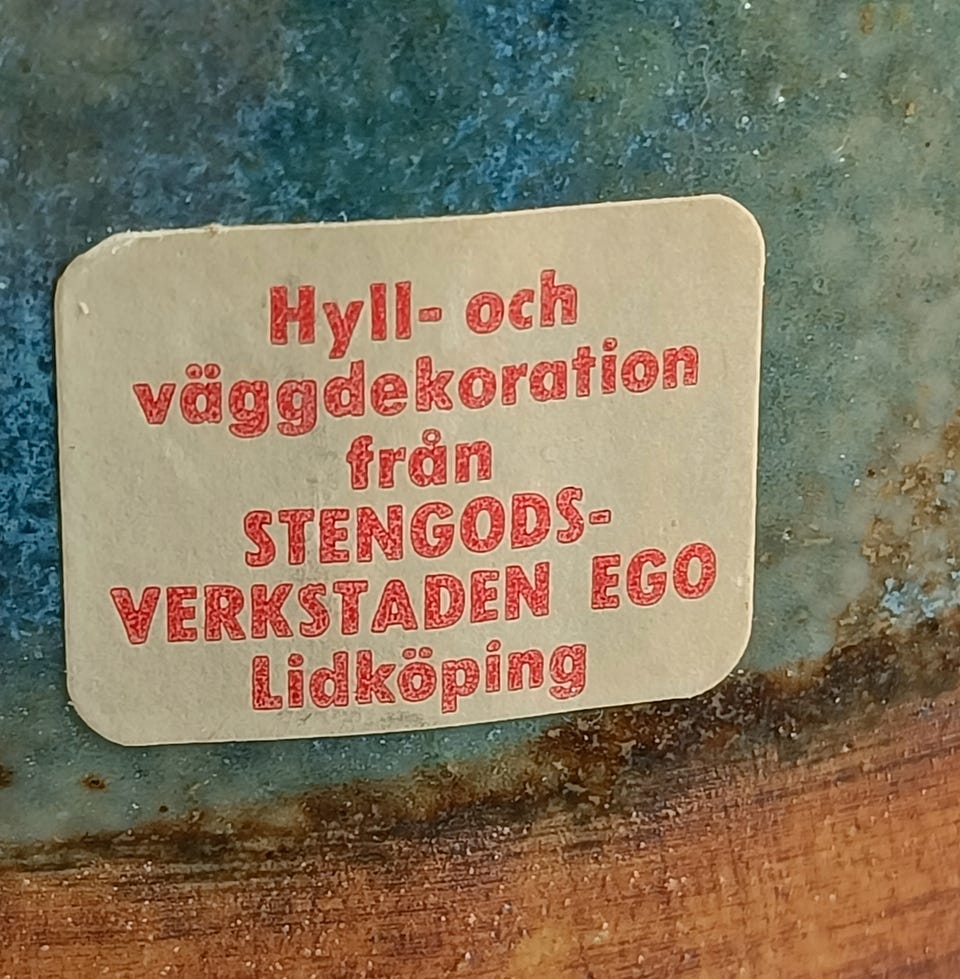 Hyll- och
väggdekoration
från
STENGODS-
VERKSTADEN EGO
Lidköping